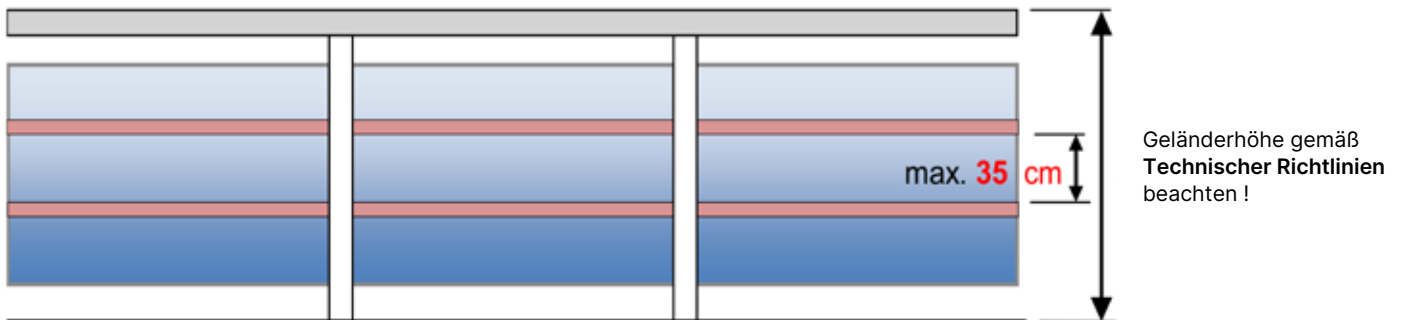 max. 35 cm
Geländerhöhe gemäß
Technischer Richtlinien
beachten !